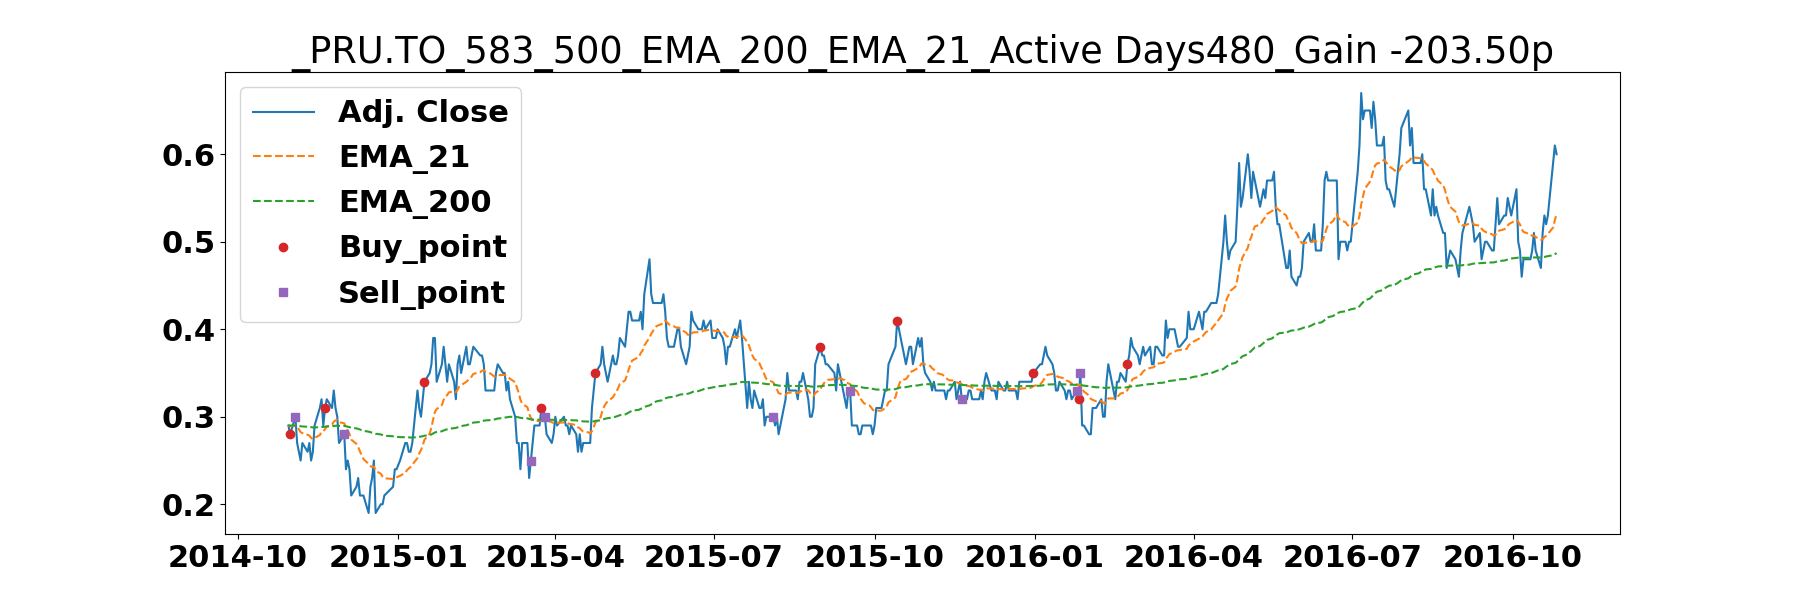 _PRU.TO_583_500_EMA_200_EMA_21_Active Days480_Gain -203.50p
Adj. Close
EMA_21
EMA_200
Buy_point
Sell_point
0.6
0.5
0.4
0.3
0.2
2014-10 2015-01 2015-04 2015-07 2015-10 2016-01 2016-04 2016-07 2016-10